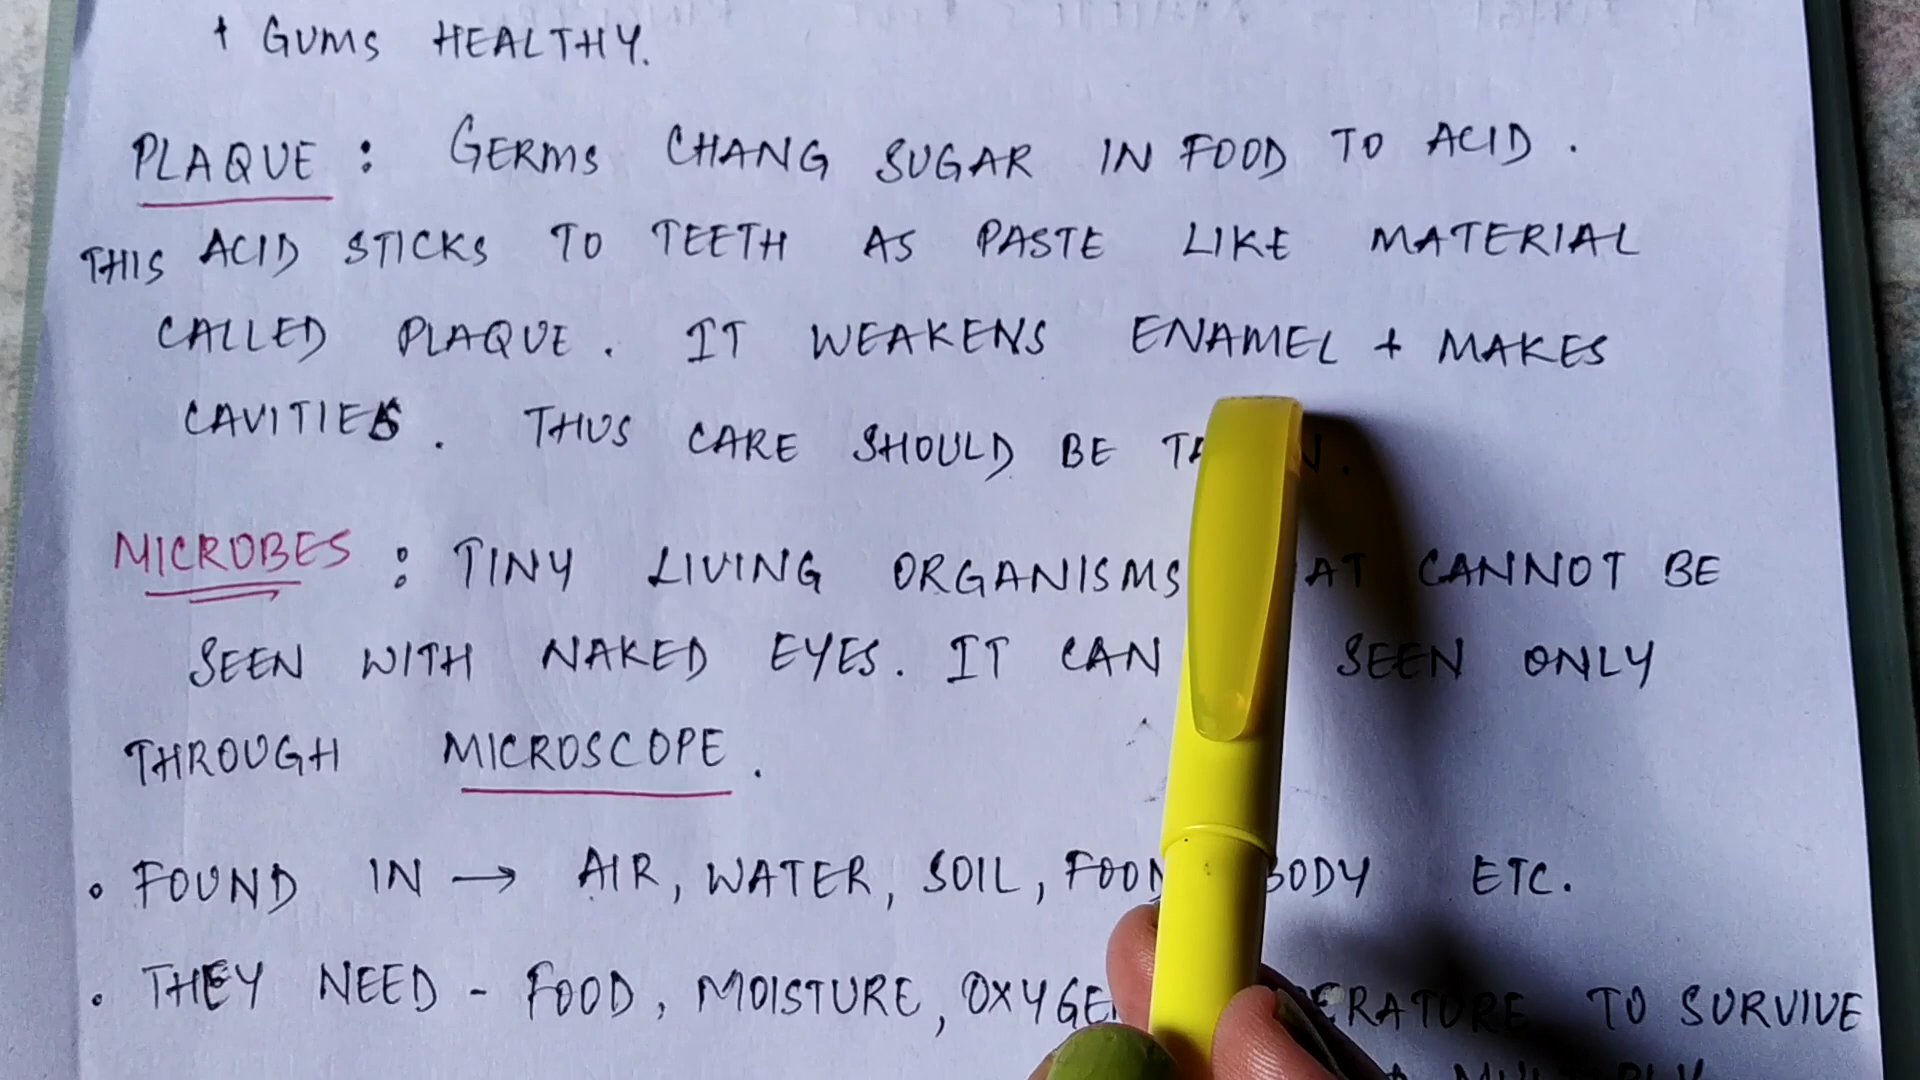 + GUMS HEALTHY.
PLAQUE : GERMS CHANG SUGAR IN FOOD TO ACID.
THIS ACID STICKS TO TEETH AS PASTE LIKE MATERIAL
CALLED PLAQUE. IT WEAKENS ENAMEL + MAKES
CAVITIES. THUS CARE SHOULD BE
MICROBES : TINY LIVING ORGANISMS CANNOT BE
SEEN WITH NAKED EYES. IT CAN SEEN ONLY
THROUGH MICROSCOPE.
• FOUND IN → AIR, WATER, SOIL, FOOD BODY ETC.
• THEY NEED - FOOD, MOISTURE, TO SURVIVE